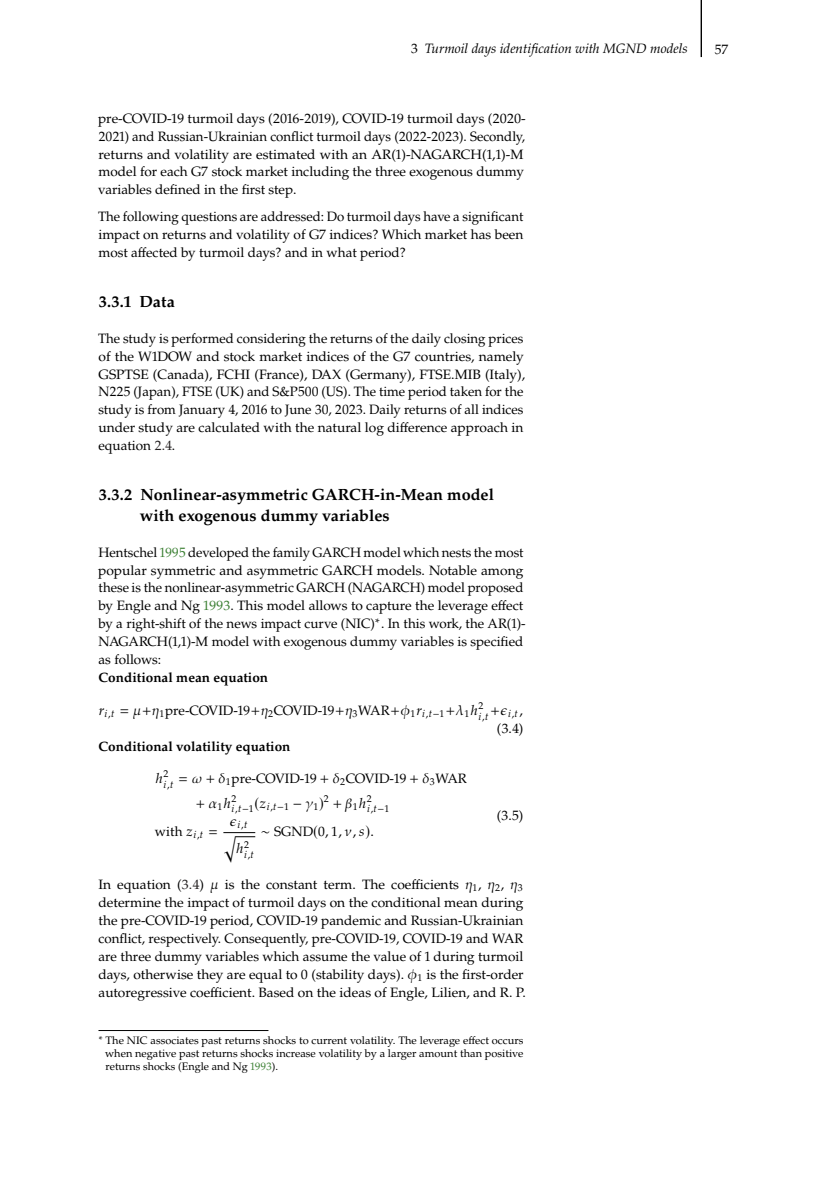 3 Turmoil days identification with MGND models 57
pre-COVID-19 turmoil days (2016-2019), COVID-19 turmoil days (2020-
2021) and Russian-Ukrainian conflict turmoil days (2022-2023). Secondly,
returns and volatility are estimated with an AR(1)-NAGARCH(1,1)-M
model for each G7 stock market including the three exogenous dummy
variables defined in the first step.
The following questions are addressed: Do turmoil days have a significant
impact on returns and volatility of G7 indices? Which market has been
most affected by turmoil days? and in what period?
3.3.1 Data
The study is performed considering the returns of the daily closing prices
of the W1DOW and stock market indices of the G7 countries, namely
GSPTSE (Canada), FCHI (France), DAX (Germany), FTSE.MIB (Italy),
N225 (Japan), FTSE (UK) and S&P500 (US). The time period taken for the
study is from January 4, 2016 to June 30, 2023. Daily returns of all indices
under study are calculated with the natural log difference approach in
equation 2.4.
3.3.2 Nonlinear-asymmetric GARCH-in-Mean model
with exogenous dummy variables
Hentschel 1995 developed the family GARCH model which nests the most
popular symmetric and asymmetric GARCH models. Notable among
these is the nonlinear-asymmetric GARCH (NAGARCH) model proposed
by Engle and Ng 1993. This model allows to capture the leverage effect
by a right-shift of the news impact curve (NIC)*. In this work, the AR(1)-
NAGARCH(1,1)-M model with exogenous dummy variables is specified
as follows:
Conditional mean equation
r_{i,t} = μ+η₁pre-COVID-19+η₂COVID-19+η₃WAR+ϕ₁r_{i,t−1}+λ₁h²_{i,t}+ϵ_{i,t},
(3.4)
Conditional volatility equation
h²_{i,t} = ω + δ₁pre-COVID-19 + δ₂COVID-19 + δ₃WAR
+ α₁h²_{i,t−1}(z_{i,t−1} − γ₁)² + β₁h²_{i,t−1}
(3.5)
with z_{i,t} = ϵ_{i,t} / √h²_{i,t} ∼ SGND(0, 1, ν, s).
In equation (3.4) μ is the constant term. The coefficients η₁, η₂, η₃
determine the impact of turmoil days on the conditional mean during
the pre-COVID-19 period, COVID-19 pandemic and Russian-Ukrainian
conflict, respectively. Consequently, pre-COVID-19, COVID-19 and WAR
are three dummy variables which assume the value of 1 during turmoil
days, otherwise they are equal to 0 (stability days). ϕ₁ is the first-order
autoregressive coefficient. Based on the ideas of Engle, Lilien, and R. P.
* The NIC associates past returns shocks to current volatility. The leverage effect occurs
when negative past returns shocks increase volatility by a larger amount than positive
returns shocks (Engle and Ng 1993).